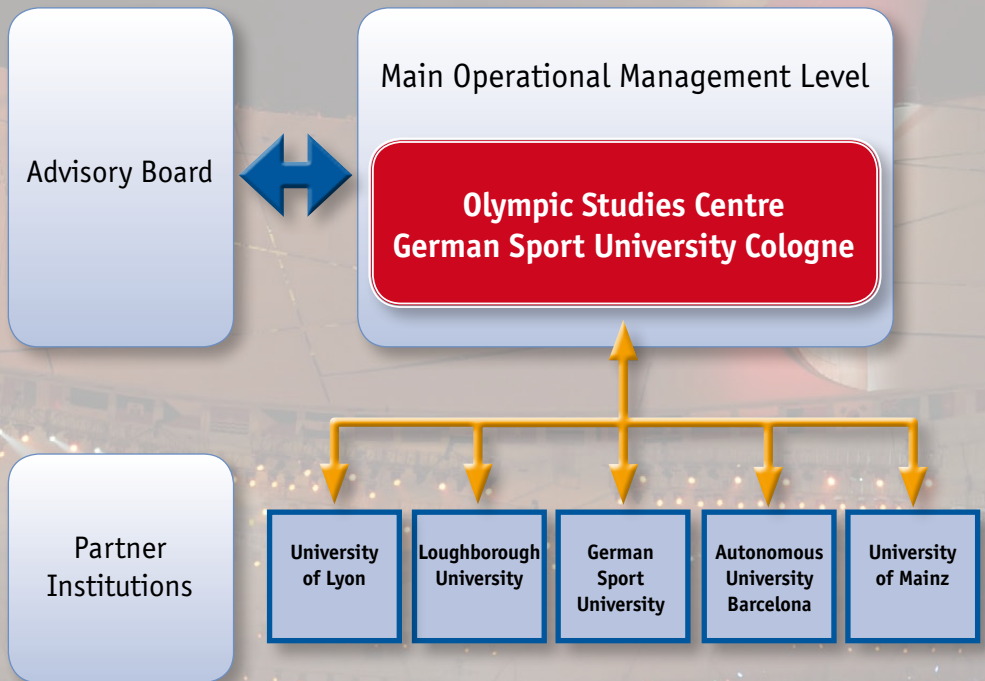 Advisory Board
Main Operational Management Level
Olympic Studies Centre
German Sport University Cologne
Partner
Institutions
University
of Lyon
Loughborough
University
German
Sport
University
Autonomous
University
Barcelona
University
of Mainz